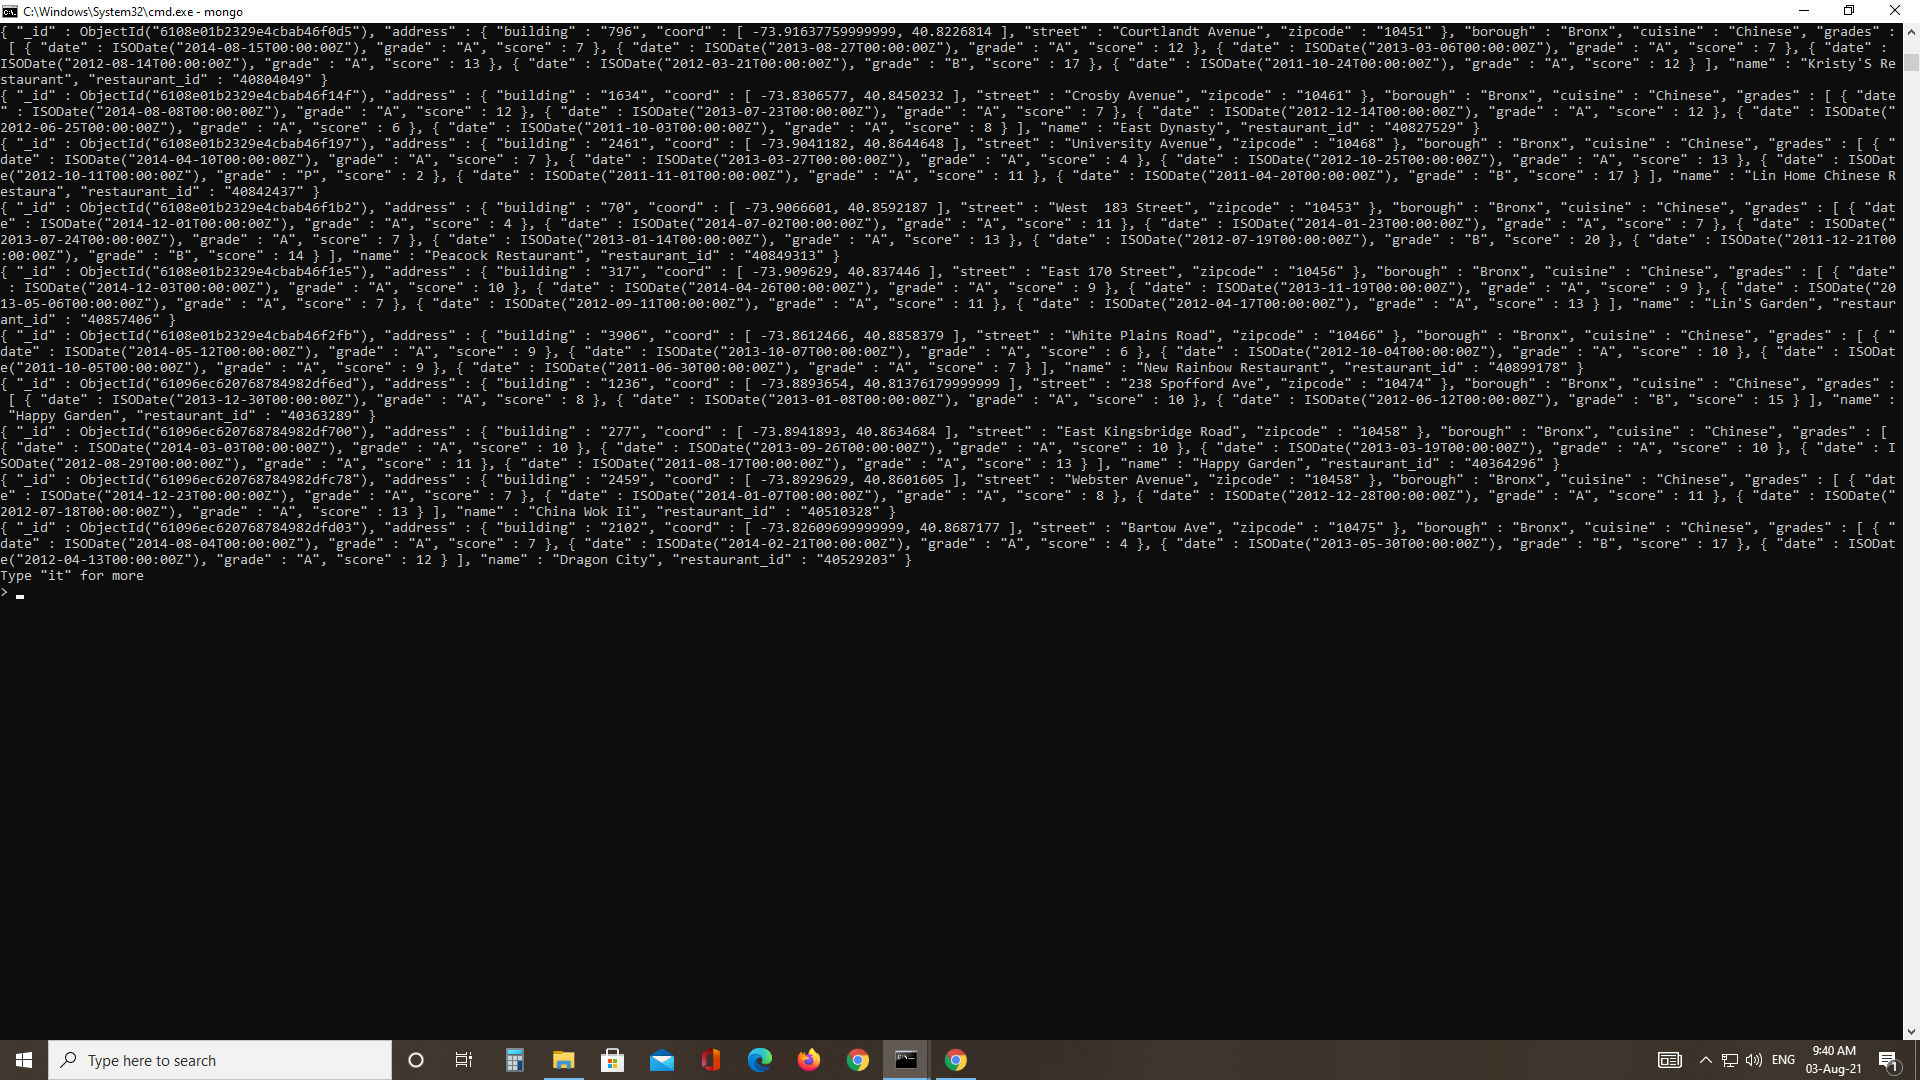 C:\Windows\System32\cmd.exe - mongo
{ "_id" : ObjectId("6108e01b2329e4cbab46f0d5"), "address" : { "building" : "796", "coord" : [ -73.91637759999999, 40.8226814 ], "street" : "Courtlandt Avenue", "zipcode" : "10451" }, "borough" : "Bronx", "cuisine" : "Chinese", "grades" :
[ { "date" : ISODate("2014-08-15T00:00:00Z"), "grade" : "A", "score" : 7 }, { "date" : ISODate("2013-08-27T00:00:00Z"), "grade" : "A", "score" : 12 }, { "date" : ISODate("2013-03-06T00:00:00Z"), "grade" : "A", "score" : 7 }, { "date" :
ISODate("2012-08-14T00:00:00Z"), "grade" : "A", "score" : 13 }, { "date" : ISODate("2012-03-21T00:00:00Z"), "grade" : "B", "score" : 17 }, { "date" : ISODate("2011-10-24T00:00:00Z"), "grade" : "A", "score" : 12 } ], "name" : "Kristy'S Re
staurant", "restaurant_id" : "40804049" }
{ "_id" : ObjectId("6108e01b2329e4cbab46f14f"), "address" : { "building" : "1634", "coord" : [ -73.8306577, 40.8450232 ], "street" : "Crosby Avenue", "zipcode" : "10461" }, "borough" : "Bronx", "cuisine" : "Chinese", "grades" : [ { "date
" : ISODate("2014-08-08T00:00:00Z"), "grade" : "A", "score" : 12 }, { "date" : ISODate("2013-07-23T00:00:00Z"), "grade" : "A", "score" : 7 }, { "date" : ISODate("2012-12-14T00:00:00Z"), "grade" : "A", "score" : 12 }, { "date" : ISODate("
2012-06-25T00:00:00Z"), "grade" : "A", "score" : 6 }, { "date" : ISODate("2011-10-03T00:00:00Z"), "grade" : "A", "score" : 8 } ], "name" : "East Dynasty", "restaurant_id" : "40827529" }
{ "_id" : ObjectId("6108e01b2329e4cbab46f197"), "address" : { "building" : "2461", "coord" : [ -73.9041182, 40.8644648 ], "street" : "University Avenue", "zipcode" : "10468" }, "borough" : "Bronx", "cuisine" : "Chinese", "grades" : [ { "
date" : ISODate("2014-04-10T00:00:00Z"), "grade" : "A", "score" : 7 }, { "date" : ISODate("2013-03-27T00:00:00Z"), "grade" : "A", "score" : 4 }, { "date" : ISODate("2012-10-25T00:00:00Z"), "grade" : "A", "score" : 13 }, { "date" : ISODat
e("2012-10-11T00:00:00Z"), "grade" : "P", "score" : 2 }, { "date" : ISODate("2011-11-01T00:00:00Z"), "grade" : "A", "score" : 11 }, { "date" : ISODate("2011-04-20T00:00:00Z"), "grade" : "B", "score" : 17 } ], "name" : "Lin Home Chinese R
estaura", "restaurant_id" : "40842437" }
{ "_id" : ObjectId("6108e01b2329e4cbab46f1b2"), "address" : { "building" : "70", "coord" : [ -73.9066601, 40.8592187 ], "street" : "West  183 Street", "zipcode" : "10453" }, "borough" : "Bronx", "cuisine" : "Chinese", "grades" : [ { "dat
e" : ISODate("2014-12-01T00:00:00Z"), "grade" : "A", "score" : 4 }, { "date" : ISODate("2014-07-02T00:00:00Z"), "grade" : "A", "score" : 11 }, { "date" : ISODate("2014-01-23T00:00:00Z"), "grade" : "A", "score" : 7 }, { "date" : ISODate("
2013-07-24T00:00:00Z"), "grade" : "A", "score" : 7 }, { "date" : ISODate("2013-01-14T00:00:00Z"), "grade" : "A", "score" : 13 }, { "date" : ISODate("2012-07-19T00:00:00Z"), "grade" : "B", "score" : 20 }, { "date" : ISODate("2011-12-21T00
:00:00Z"), "grade" : "B", "score" : 14 } ], "name" : "Peacock Restaurant", "restaurant_id" : "40849313" }
{ "_id" : ObjectId("6108e01b2329e4cbab46f1e5"), "address" : { "building" : "317", "coord" : [ -73.909629, 40.837446 ], "street" : "East 170 Street", "zipcode" : "10456" }, "borough" : "Bronx", "cuisine" : "Chinese", "grades" : [ { "date"
: ISODate("2014-12-03T00:00:00Z"), "grade" : "A", "score" : 10 }, { "date" : ISODate("2014-04-26T00:00:00Z"), "grade" : "A", "score" : 9 }, { "date" : ISODate("2013-11-19T00:00:00Z"), "grade" : "A", "score" : 9 }, { "date" : ISODate("20
13-05-06T00:00:00Z"), "grade" : "A", "score" : 7 }, { "date" : ISODate("2012-09-11T00:00:00Z"), "grade" : "A", "score" : 11 }, { "date" : ISODate("2012-04-17T00:00:00Z"), "grade" : "A", "score" : 13 } ], "name" : "Lin'S Garden", "restaur
ant_id" : "40857406" }
{ "_id" : ObjectId("6108e01b2329e4cbab46f2fb"), "address" : { "building" : "3906", "coord" : [ -73.8612466, 40.8858379 ], "street" : "White Plains Road", "zipcode" : "10466" }, "borough" : "Bronx", "cuisine" : "Chinese", "grades" : [ { "
date" : ISODate("2014-05-12T00:00:00Z"), "grade" : "A", "score" : 9 }, { "date" : ISODate("2013-10-07T00:00:00Z"), "grade" : "A", "score" : 6 }, { "date" : ISODate("2012-10-04T00:00:00Z"), "grade" : "A", "score" : 10 }, { "date" : ISODat
e("2011-10-05T00:00:00Z"), "grade" : "A", "score" : 9 }, { "date" : ISODate("2011-06-30T00:00:00Z"), "grade" : "A", "score" : 7 } ], "name" : "New Rainbow Restaurant", "restaurant_id" : "40899178" }
{ "_id" : ObjectId("61096ec620768784982df6ed"), "address" : { "building" : "1236", "coord" : [ -73.8893654, 40.81376179999999 ], "street" : "238 Spofford Ave", "zipcode" : "10474" }, "borough" : "Bronx", "cuisine" : "Chinese", "grades" :
[ { "date" : ISODate("2013-12-30T00:00:00Z"), "grade" : "A", "score" : 8 }, { "date" : ISODate("2013-01-08T00:00:00Z"), "grade" : "A", "score" : 10 }, { "date" : ISODate("2012-06-12T00:00:00Z"), "grade" : "B", "score" : 15 } ], "name" :
"Happy Garden", "restaurant_id" : "40363289" }
{ "_id" : ObjectId("61096ec620768784982df700"), "address" : { "building" : "277", "coord" : [ -73.8941893, 40.8634684 ], "street" : "East Kingsbridge Road", "zipcode" : "10458" }, "borough" : "Bronx", "cuisine" : "Chinese", "grades" : [
{ "date" : ISODate("2014-03-03T00:00:00Z"), "grade" : "A", "score" : 10 }, { "date" : ISODate("2013-09-26T00:00:00Z"), "grade" : "A", "score" : 10 }, { "date" : ISODate("2013-03-19T00:00:00Z"), "grade" : "A", "score" : 10 }, { "date" : I
SODate("2012-08-29T00:00:00Z"), "grade" : "A", "score" : 11 }, { "date" : ISODate("2011-08-17T00:00:00Z"), "grade" : "A", "score" : 13 } ], "name" : "Happy Garden", "restaurant_id" : "40364296" }
{ "_id" : ObjectId("61096ec620768784982dfc78"), "address" : { "building" : "2459", "coord" : [ -73.8929629, 40.8601605 ], "street" : "Webster Avenue", "zipcode" : "10458" }, "borough" : "Bronx", "cuisine" : "Chinese", "grades" : [ { "dat
e" : ISODate("2014-12-23T00:00:00Z"), "grade" : "A", "score" : 7 }, { "date" : ISODate("2014-01-07T00:00:00Z"), "grade" : "A", "score" : 8 }, { "date" : ISODate("2012-12-28T00:00:00Z"), "grade" : "A", "score" : 11 }, { "date" : ISODate("
2012-07-18T00:00:00Z"), "grade" : "A", "score" : 13 } ], "name" : "China Wok Ii", "restaurant_id" : "40510328" }
{ "_id" : ObjectId("61096ec620768784982dfd03"), "address" : { "building" : "2102", "coord" : [ -73.82609699999999, 40.8687177 ], "street" : "Bartow Ave", "zipcode" : "10475" }, "borough" : "Bronx", "cuisine" : "Chinese", "grades" : [ { "
date" : ISODate("2014-08-04T00:00:00Z"), "grade" : "A", "score" : 7 }, { "date" : ISODate("2014-02-21T00:00:00Z"), "grade" : "A", "score" : 4 }, { "date" : ISODate("2013-05-30T00:00:00Z"), "grade" : "B", "score" : 17 }, { "date" : ISODat
e("2012-04-13T00:00:00Z"), "grade" : "A", "score" : 12 } ], "name" : "Dragon City", "restaurant_id" : "40529203" }
Type "it" for more
>
Type here to search
ENG
9:40 AM
03-Aug-21
1